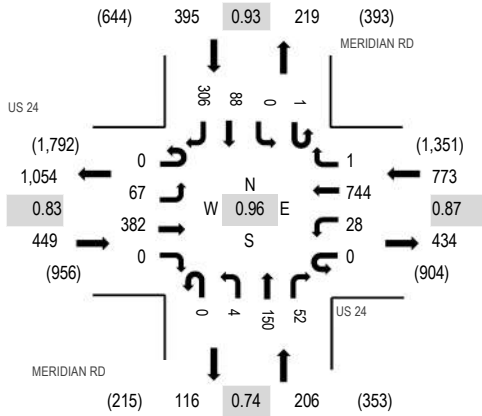 (644) 395 0.93 219 (393)
MERIDIAN RD
306 88 0 1
US 24
(1,792) (1,351)
1,054 0 1 773
67 N 744
0.83 W 0.96 E 0.87
382 S 28
449 0 0 434
(956) (904)
0 4 150 52
US 24
MERIDIAN RD
(215) 116 0.74 206 (353)